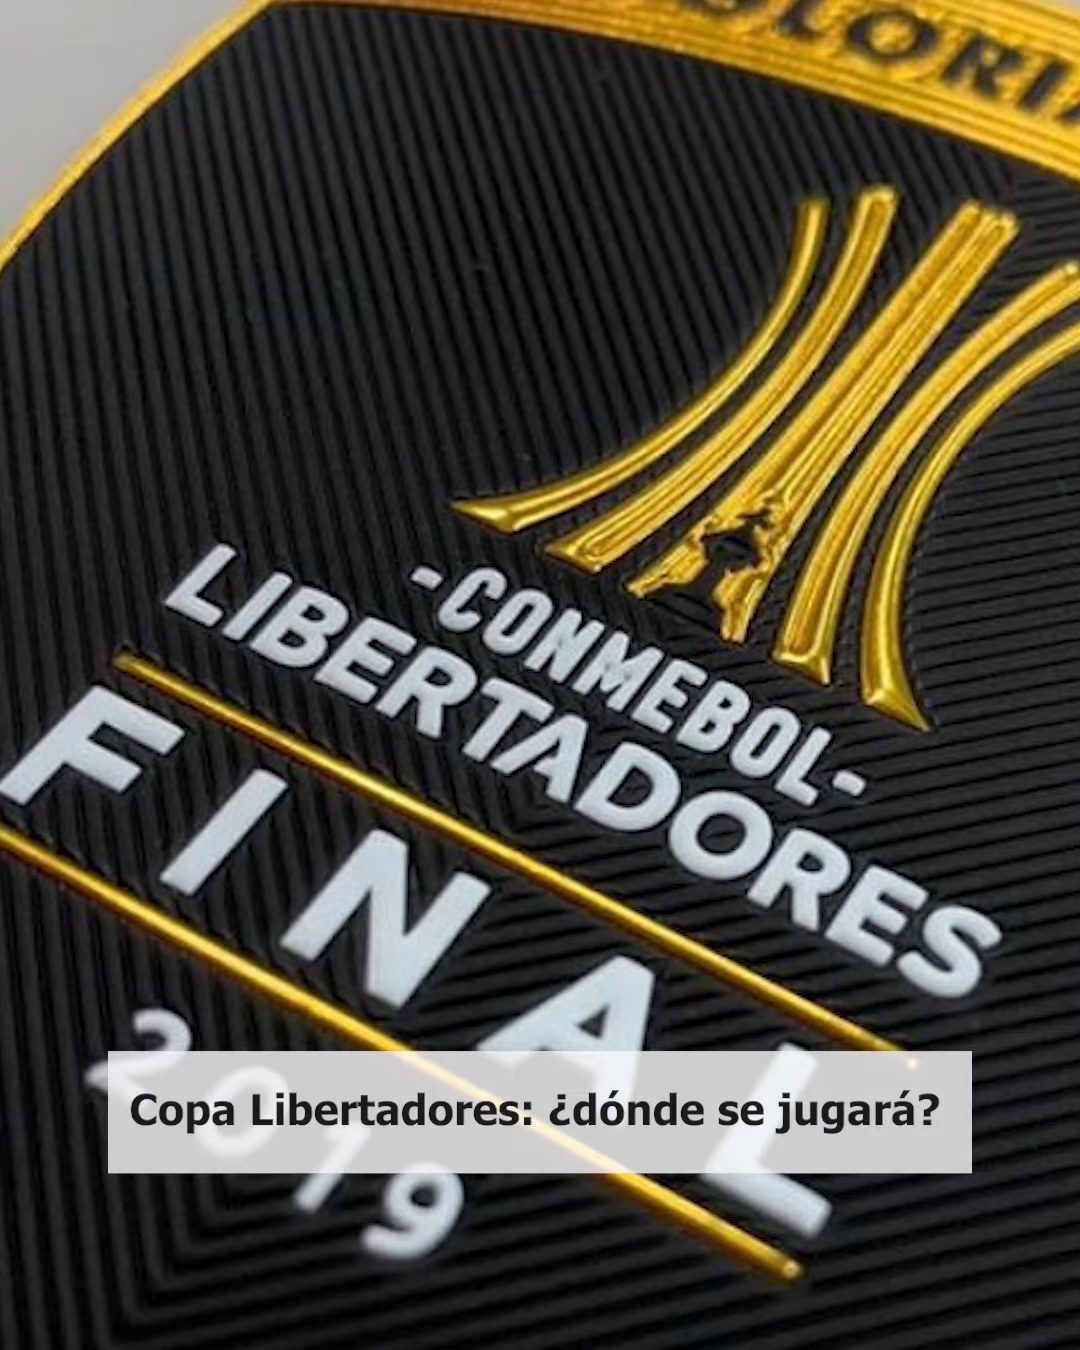 -CONMEBOL-
LIBERTADORES
FINAL
2019
Copa Libertadores: ¿dónde se jugará?